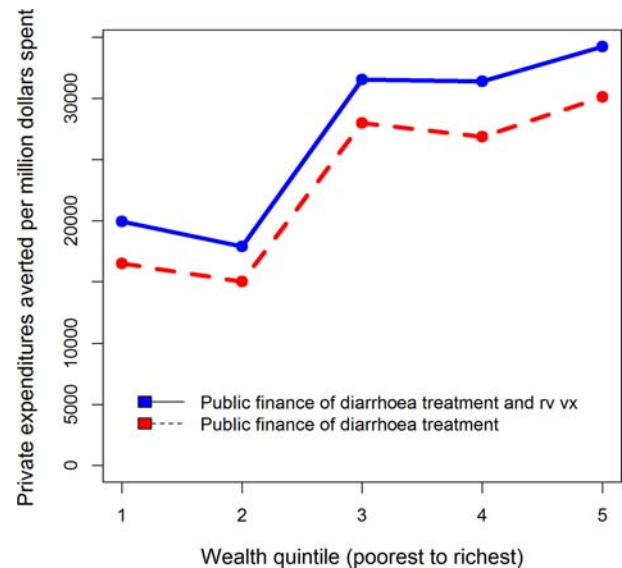 Private expenditures averted per million dollars spent
30000
20000
10000
5000
0
Public finance of diarrhoea treatment and rv vx
Public finance of diarrhoea treatment
1 2 3 4 5
Wealth quintile (poorest to richest)